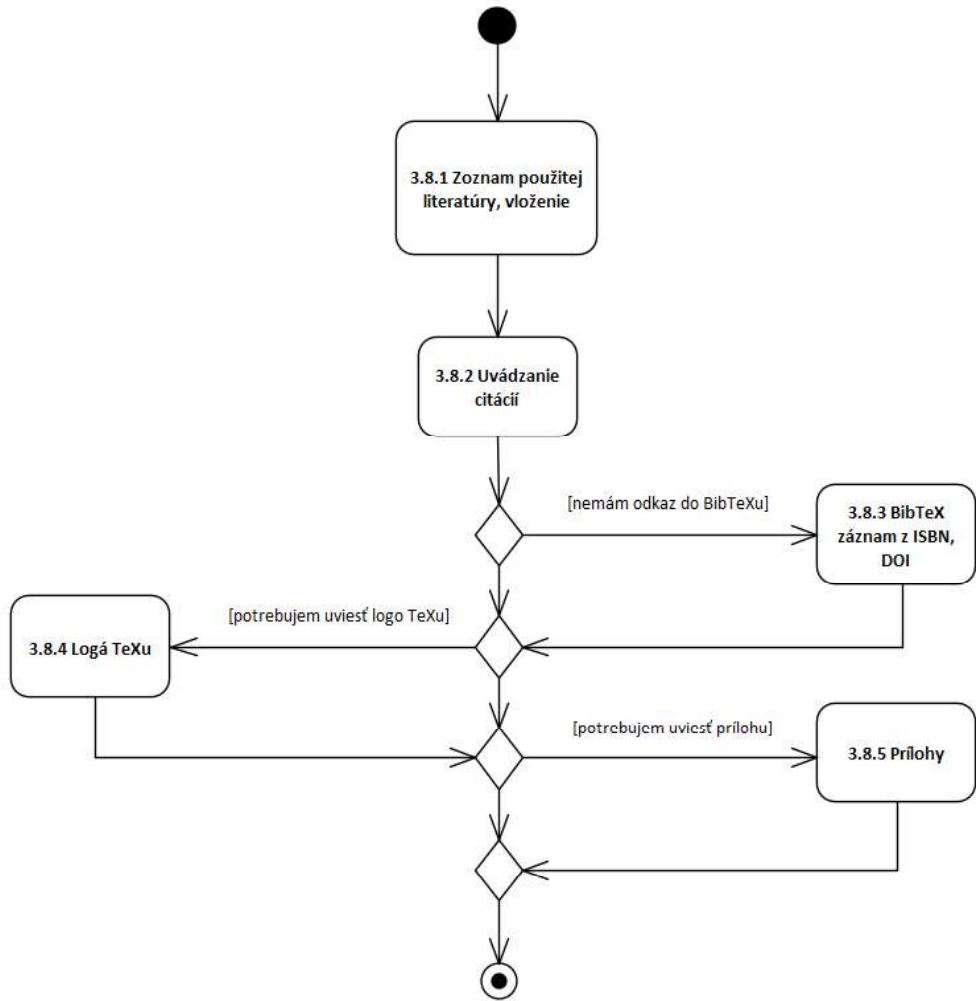 3.8.1 Zoznam použitej
literatúry, vloženie
3.8.2 Uvádzanie
citácií
[nemám odkaz do BibTeXu]
3.8.3 BibTeX
záznam z ISBN,
DOI
[potrebujem uviesť logo TeXu]
3.8.4 Logá TeXu
[potrebujem uviesť prílohu]
3.8.5 Prílohy